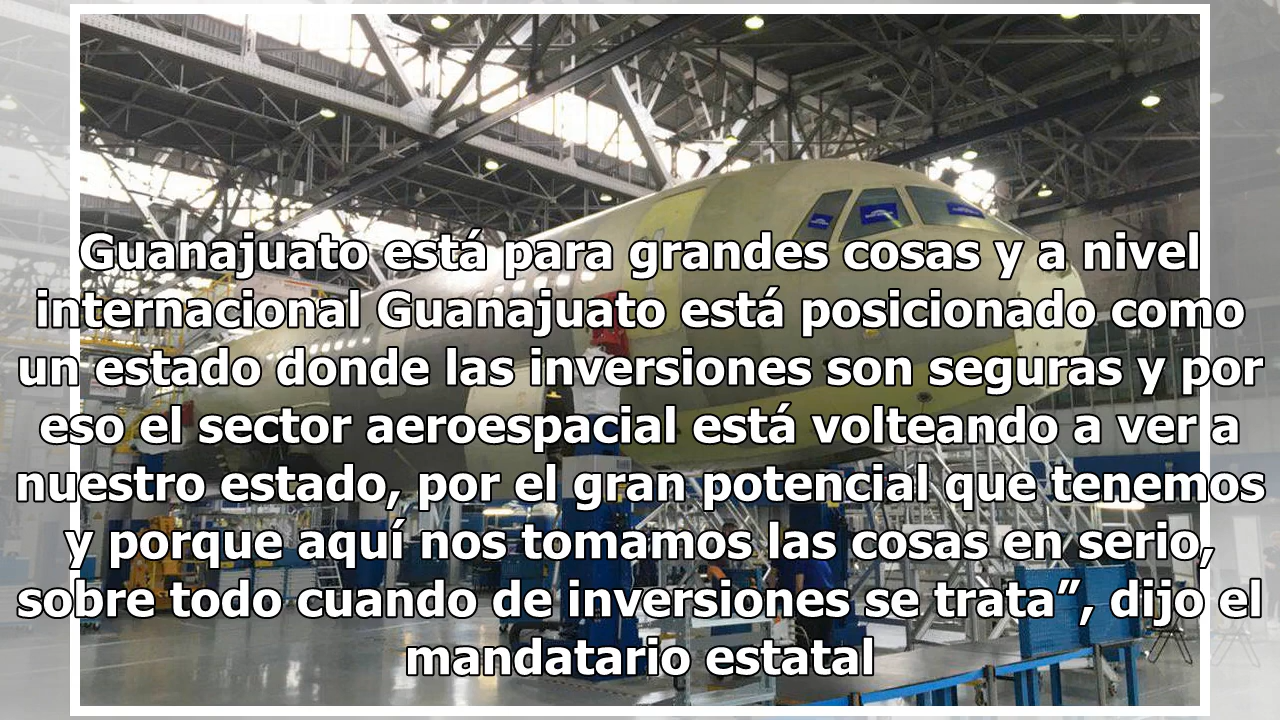 Guanajuato está para grandes cosas y a nivel
internacional Guanajuato está posicionado como
un estado donde las inversiones son seguras y por
eso el sector aeroespacial está volteando a ver a
nuestro estado, por el gran potencial que tenemos
y porque aquí nos tomamos las cosas en serio,
sobre todo cuando de inversiones se trata”, dijo el
mandatario estatal